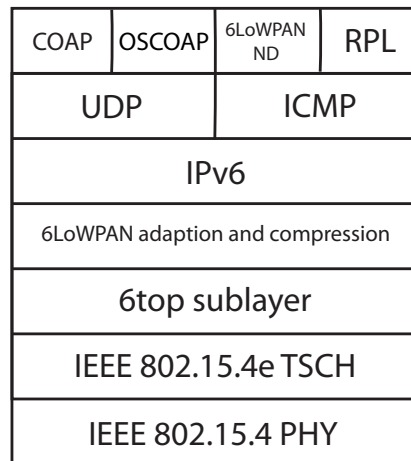 COAP OSCOAP 6LoWPAN ND RPL
UDP ICMP
IPv6
6LoWPAN adaption and compression
6top sublayer
IEEE 802.15.4e TSCH
IEEE 802.15.4 PHY